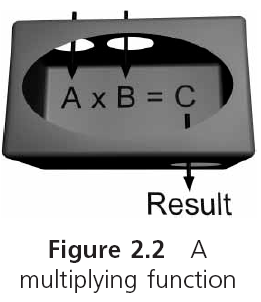 A x B = C
Result
Figure 2.2 A
multiplying function